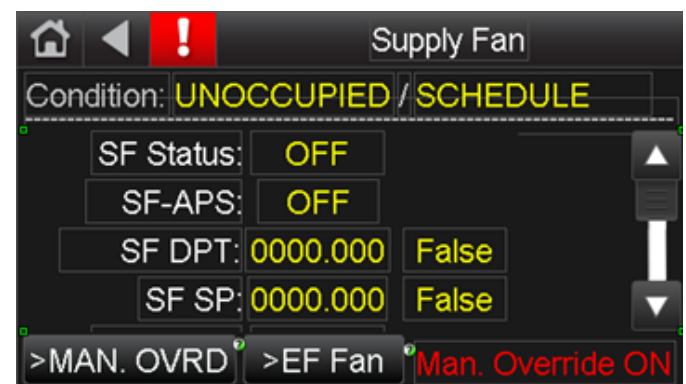 ! Supply Fan
Condition: UNOCCUPIED / SCHEDULE
SF Status: OFF
SF-APS: OFF
SF DPT: 0000.000 False
SF SP: 0000.000 False
>MAN. OVRD >EF Fan Man. Override ON